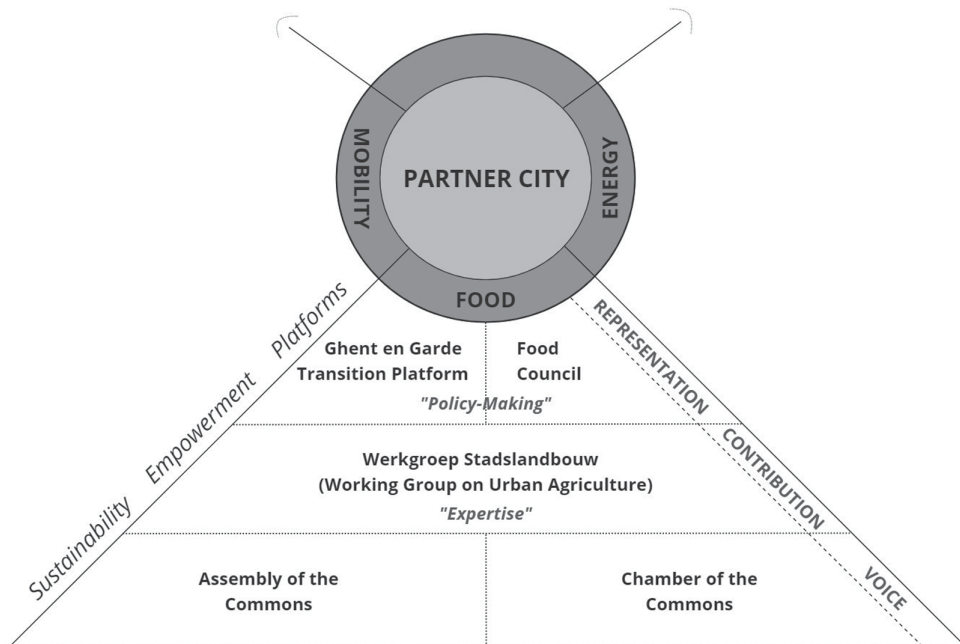 MOBILITY
PARTNER CITY
ENERGY
FOOD
Sustainability Empowerment Platforms
Ghent en Garde
Transition Platform
Food
Council
"Policy-Making"
REPRESENTATION
Werkgroep Stadslandbouw
(Working Group on Urban Agriculture)
"Expertise"
CONTRIBUTION
Assembly of the
Commons
Chamber of the
Commons
VOICE